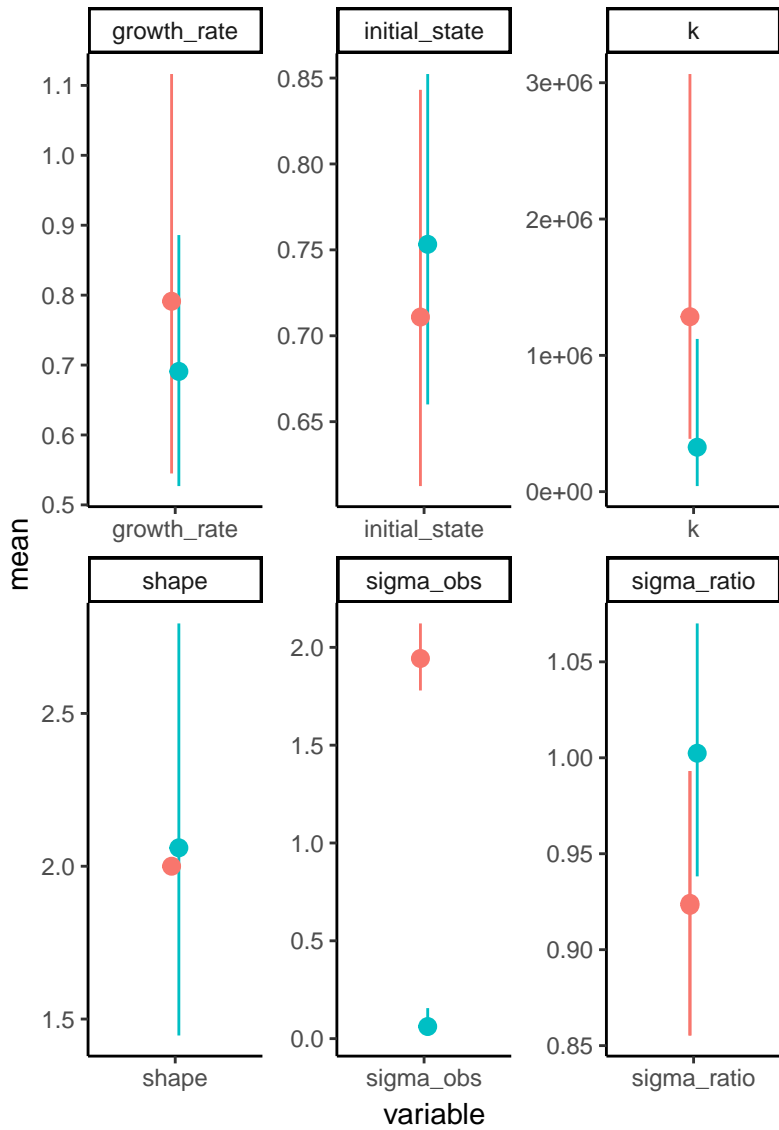 growth_rate initial_state k
1.1
1.0
0.9
0.8
0.7
0.6
0.5
0.85
0.80
0.75
0.70
0.65
3e+06
2e+06
1e+06
0e+00
growth_rate initial_state k
mean
shape sigma_obs sigma_ratio
2.5
2.0
1.5
2.0
1.5
1.0
0.5
0.0
1.05
1.00
0.95
0.90
0.85
shape sigma_obs sigma_ratio
variable